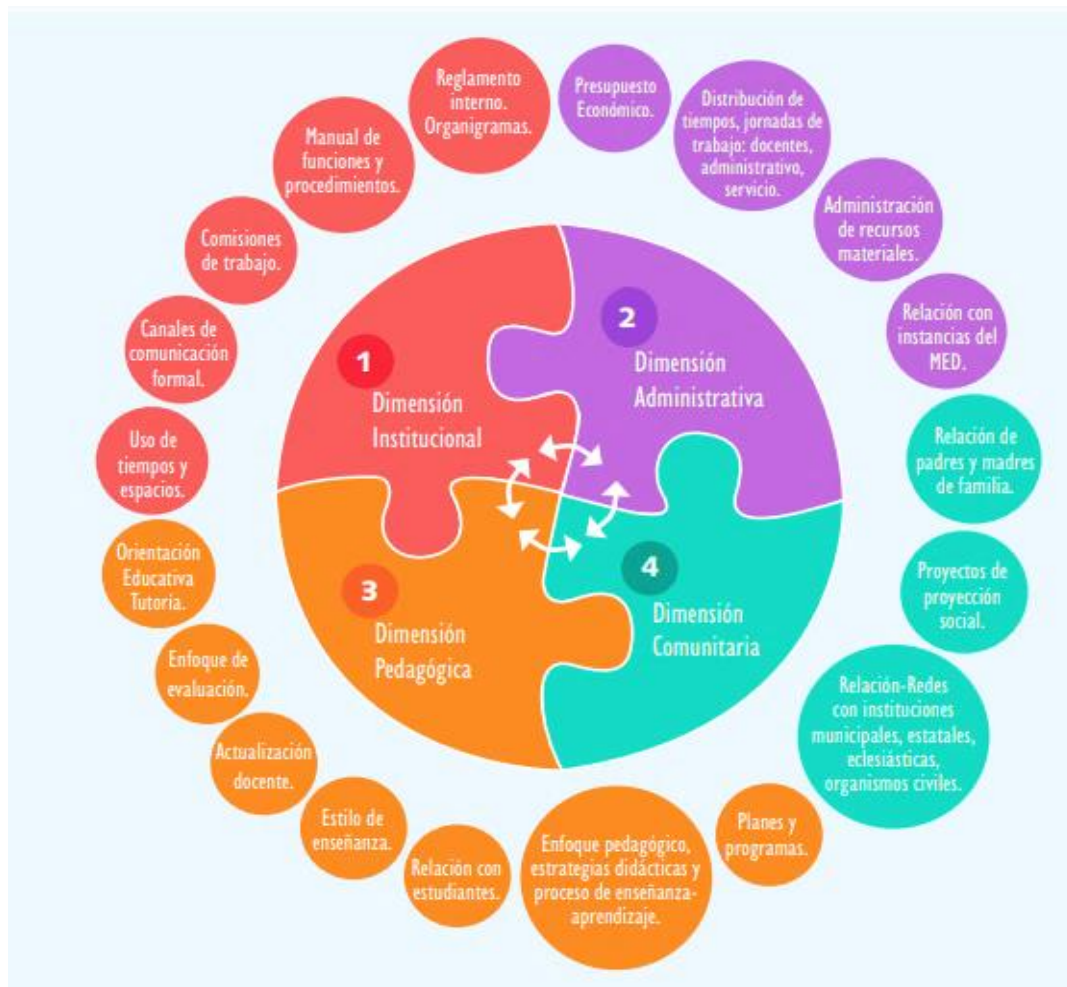 Reglamento
interno.
Organigramas.
Manual de
funciones y
procedimientos.
Comisiones
de trabajo.
Canales de
comunicación
formal.
Uso de
tiempos y
espacios.
Presupuesto
Económico.
Distribución de
tiempos, jornadas de
trabajo: docentes,
administrativo,
servicio.
Administración
de recursos
materiales.
Relación con
instancias del
MED.
1
Dimensión
Institucional
2
Dimensión
Administrativa
3
Dimensión
Pedagógica
4
Dimensión
Comunitaria
Relación de
padres y madres
de familia.
Proyectos de
proyección
social.
Relación-Redes
con instituciones
municipales, estatales,
eclesiásticas,
organismos civiles.
Orientación
Educativa
Tutoría.
Enfoque de
evaluación.
Actualización
docente.
Estilo de
enseñanza.
Relación con
estudiantes.
Enfoque pedagógico,
estrategias didácticas y
proceso de enseñanza-
aprendizaje.
Planes y
programas.